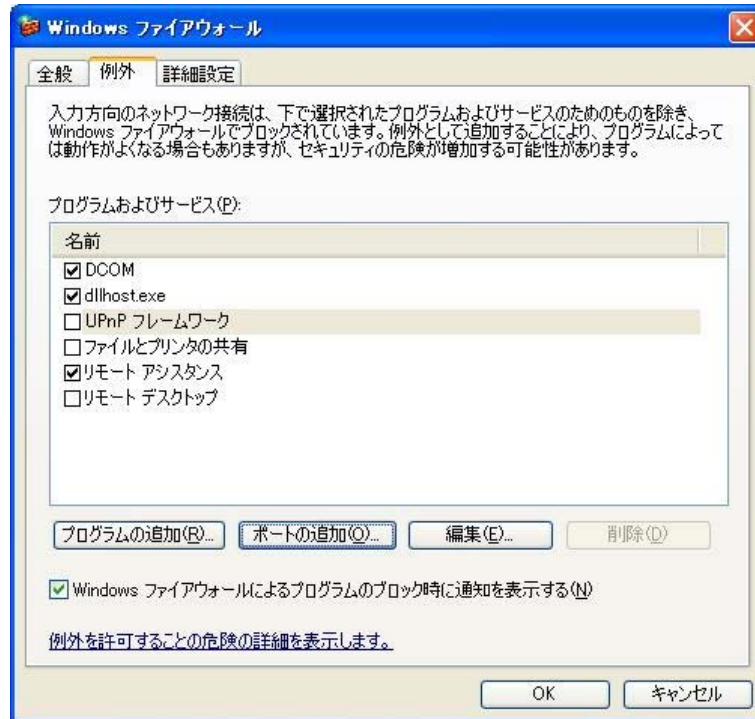 Windows ファイアウォール
全般 例外 詳細設定
入力方向のネットワーク接続は、下で選択されたプログラムおよびサービスのためのものを除き、
Windows ファイアウォールでブロックされています。例外として追加することにより、プログラムによって
は動作がよくなる場合もありますが、セキュリティの危険が増加する可能性があります。
プログラムおよびサービス(P):
名前
DCOM
dllhost.exe
UPnP フレームワーク
ファイルとプリンタの共有
リモート アシスタンス
リモート デスクトップ
プログラムの追加(R)... ポートの追加(O)... 編集(E)... 削除(D)
Windows ファイアウォールによるプログラムのブロック時に通知を表示する(N)
例外を許可することの危険の詳細を表示します。
OK キャンセル